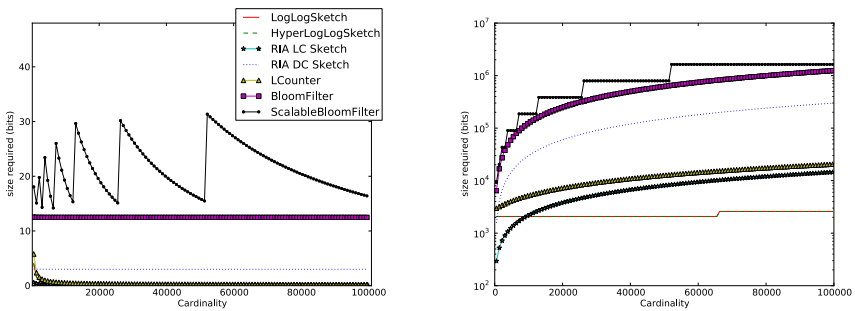 LogLogSketch
HyperLogLogSketch
RIA LC Sketch
RIA DC Sketch
LCounter
BloomFilter
ScalableBloomFilter
size required (bits)
40
30
20
10
0
20000
40000
60000
80000
100000
Cardinality
size required (bits)
10^7
10^6
10^5
10^4
10^3
10^2
0
20000
40000
60000
80000
100000
Cardinality